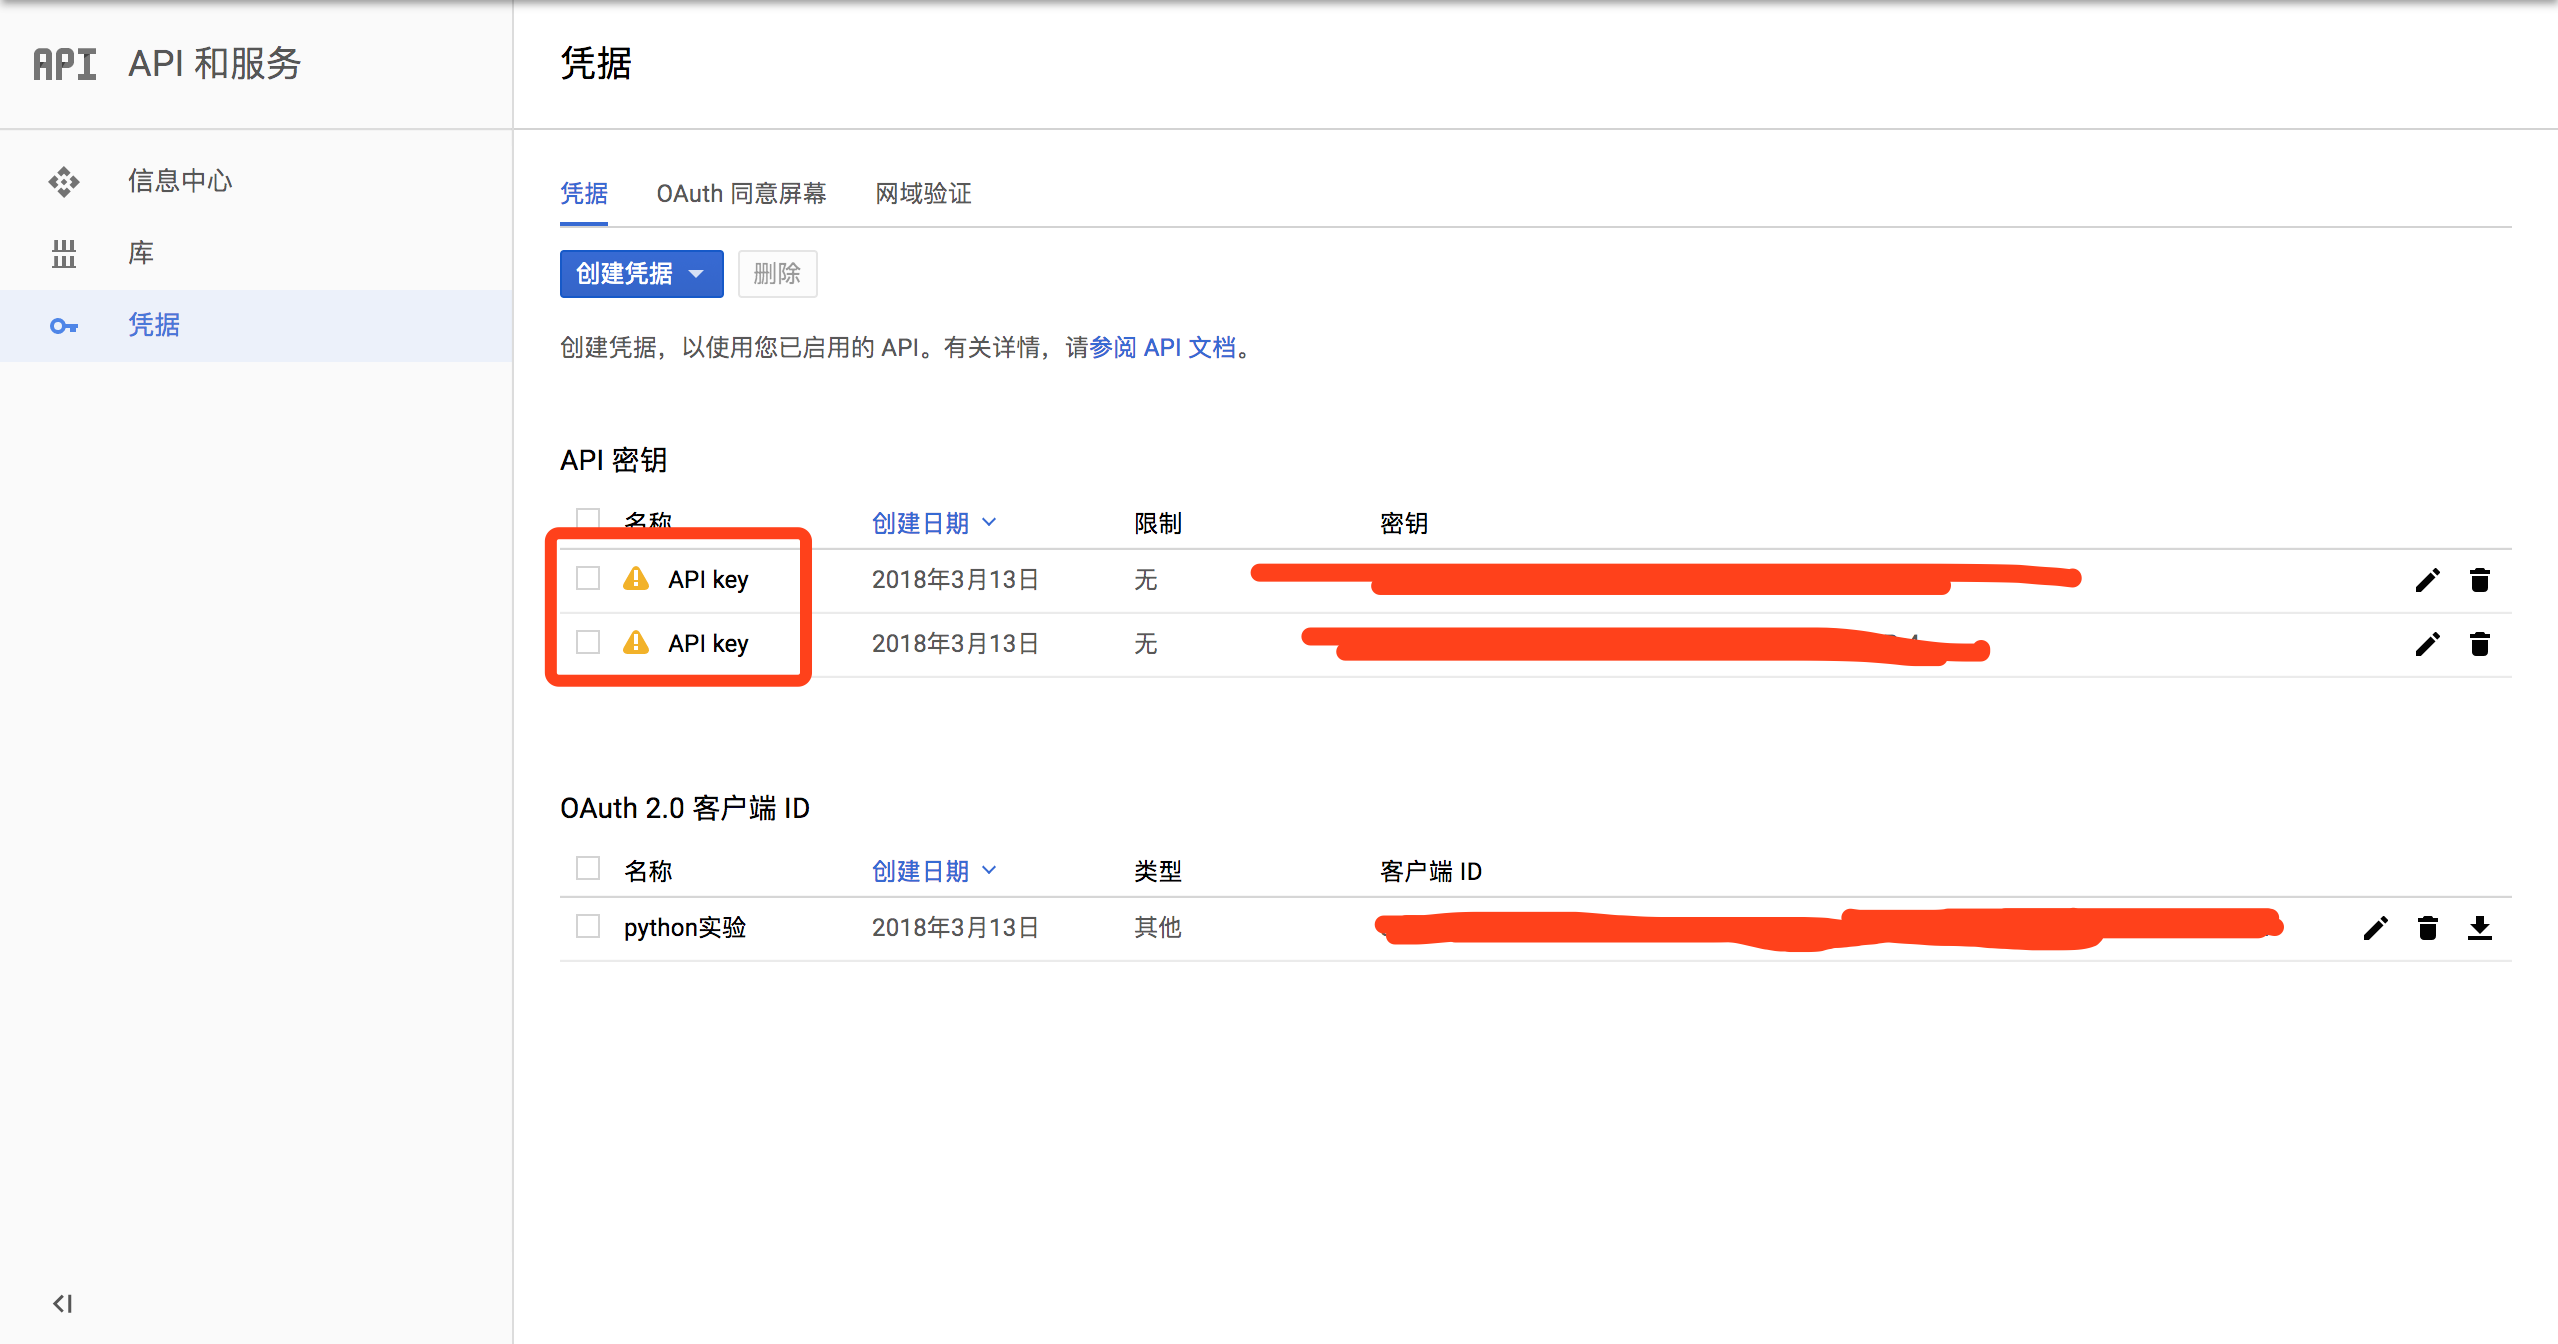 API API 和服务
信息中心
库
凭据
凭据
凭据 OAuth 同意屏幕 网域验证
创建凭据 删除
创建凭据，以使用您已启用的 API。有关详情，请参阅 API 文档。
API 密钥
名称 创建日期 限制 密钥
API key 2018年3月13日 无
API key 2018年3月13日 无
OAuth 2.0 客户端 ID
名称 创建日期 类型 客户端 ID
python实验 2018年3月13日 其他